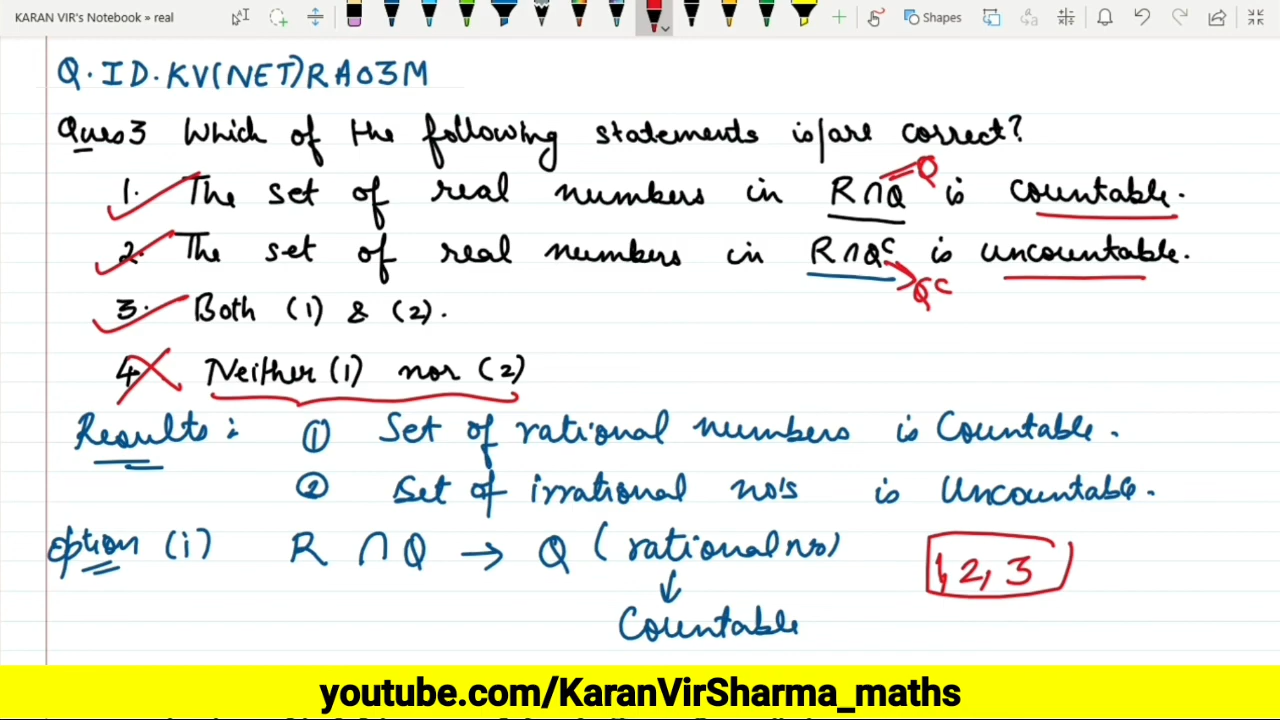 KARAN VIR's Notebook » real
Shapes
Q.ID.KV(NET)RA03M
Ques3 Which of the following statements is/are correct?
1. The set of real numbers in R∩Q is countable.
=Q
2. The set of real numbers in R∩Qᶜ is uncountable.
Qᶜ
3. Both (1) & (2).
4. Neither (1) nor (2)
Results: ① Set of rational numbers is Countable.
② Set of irrational no's is Uncountable.
Option (i) R ∩ Q → Q (rational no)
1, 2, 3
↓
Countable
youtube.com/KaranVirSharma_maths